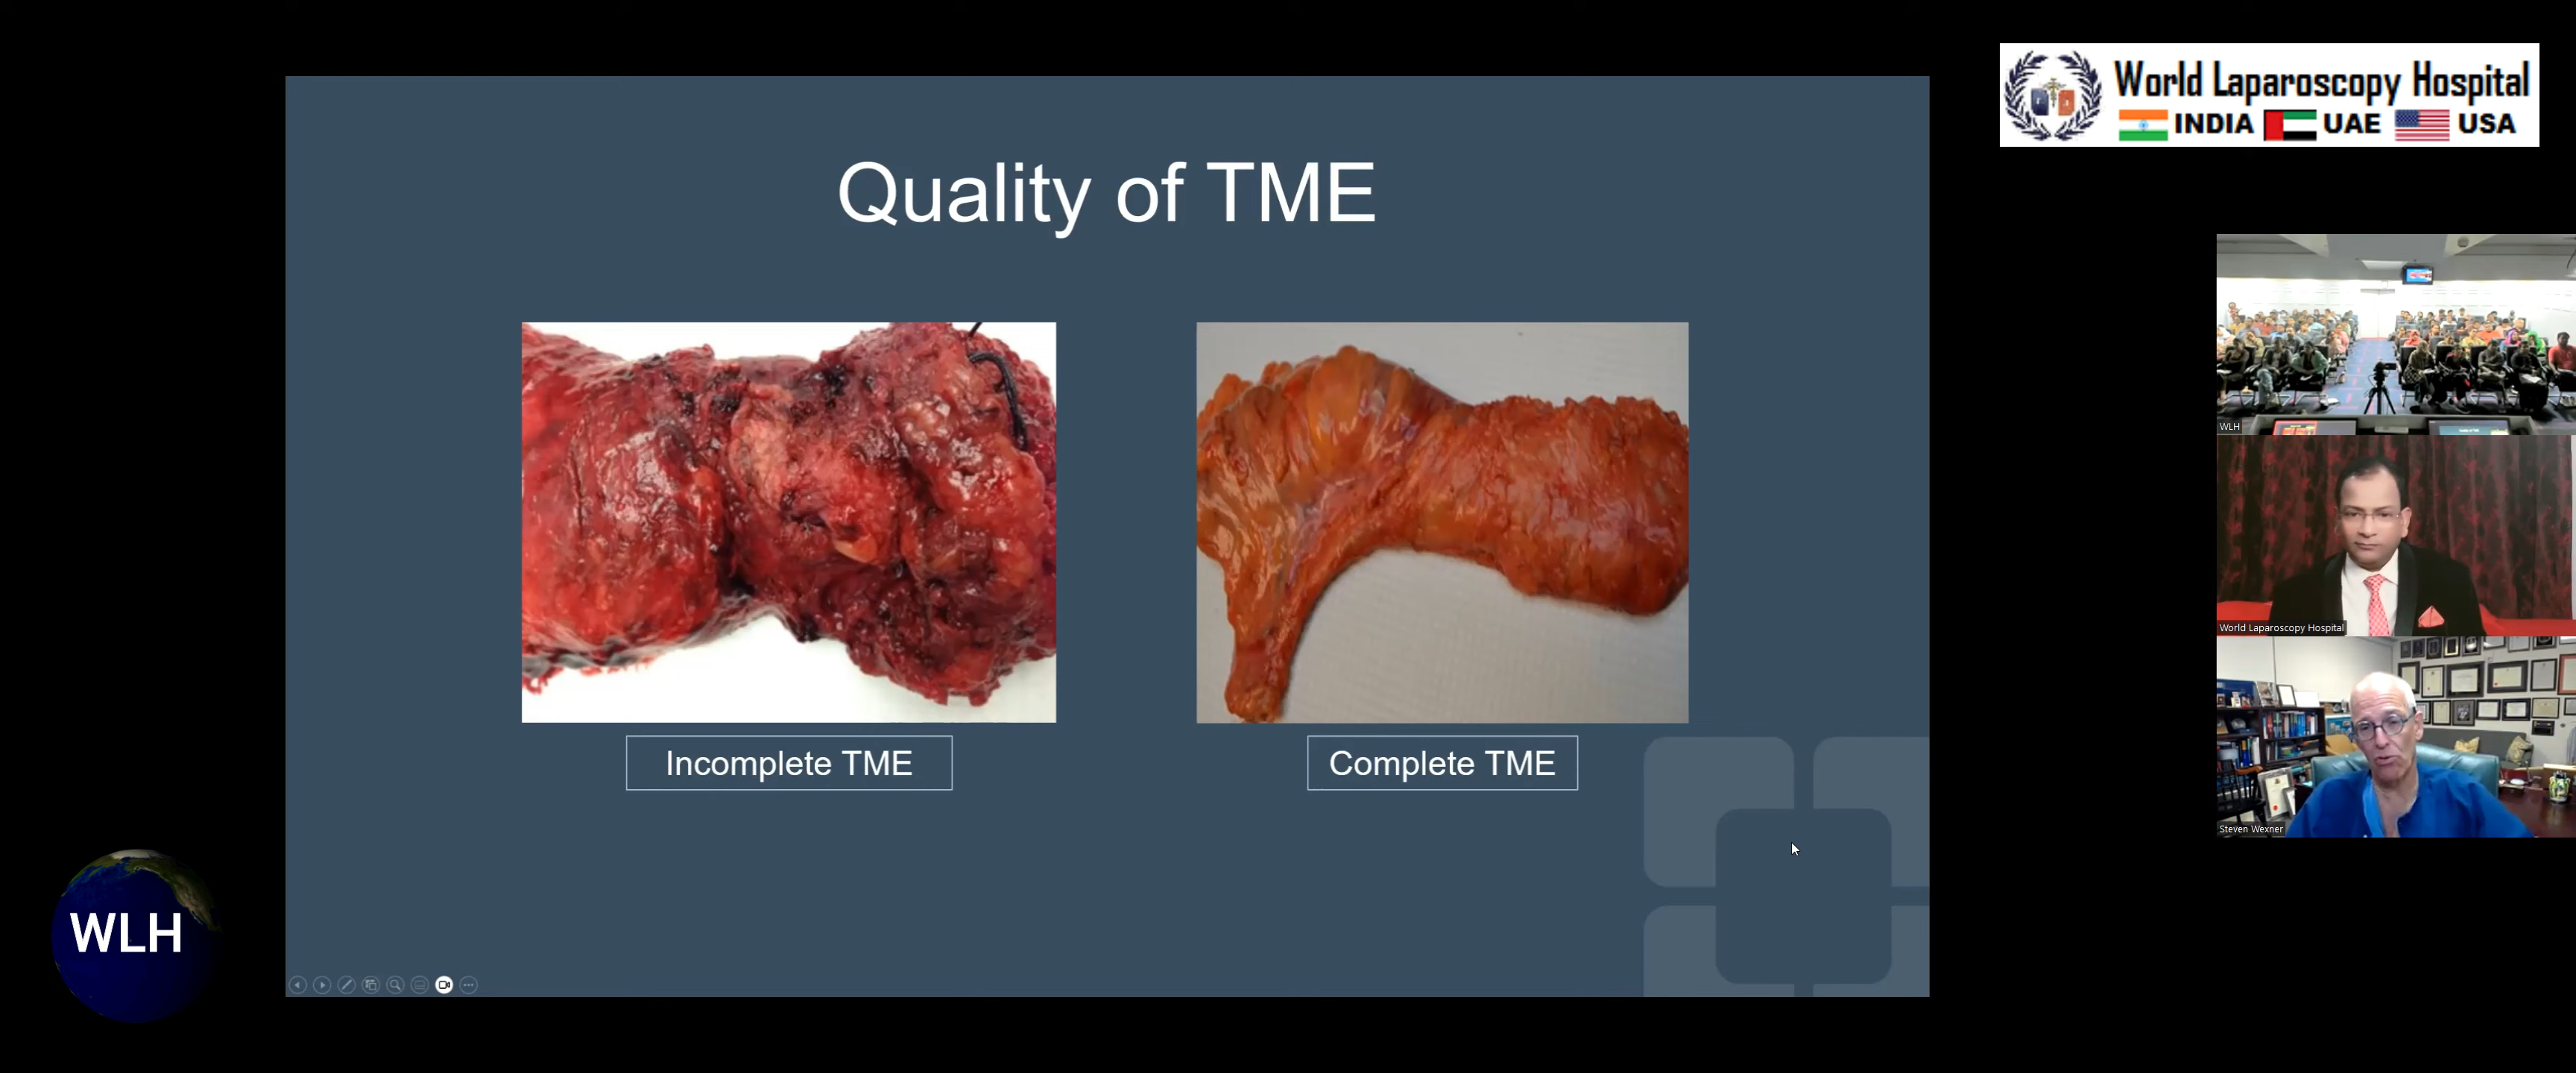 World Laparoscopy Hospital
INDIA UAE USA
Quality of TME
Incomplete TME
Complete TME
WLH
World Laparoscopy Hospital
Steven Wexner
WLH